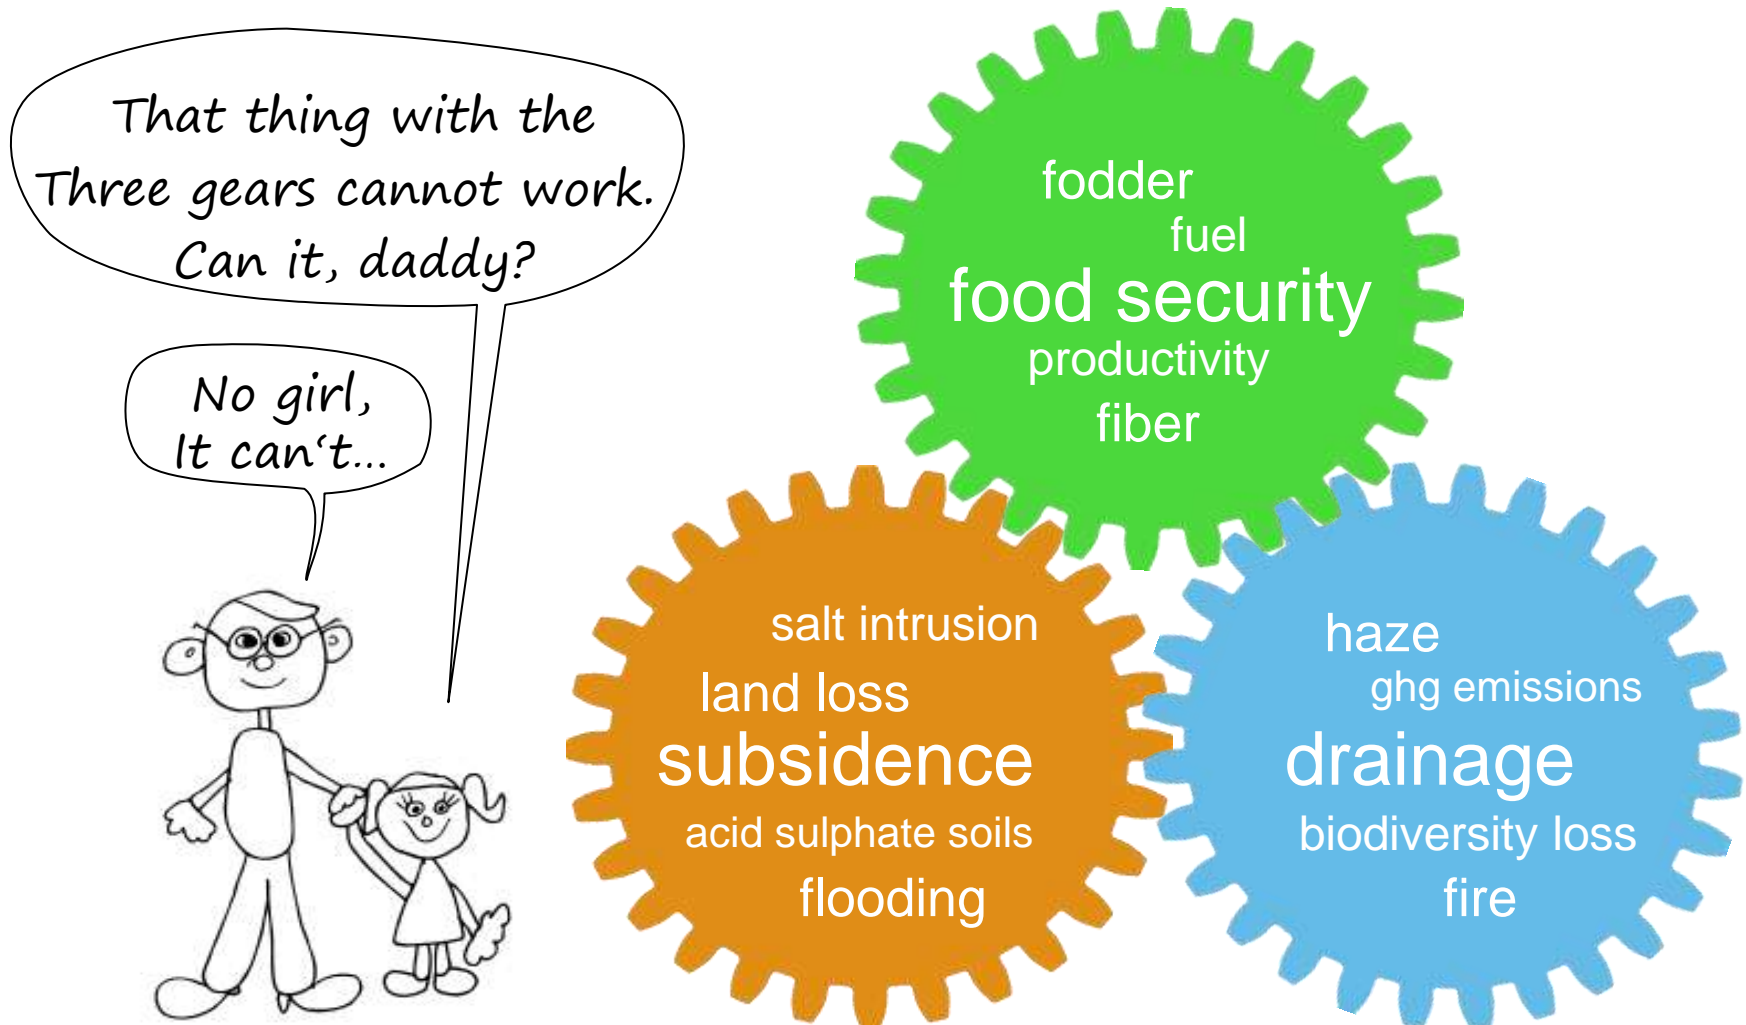 That thing with the
Three gears cannot work.
Can it, daddy?
No girl,
It can‘t...
fodder
fuel
food security
productivity
fiber
salt intrusion
land loss
subsidence
acid sulphate soils
flooding
haze
ghg emissions
drainage
biodiversity loss
fire